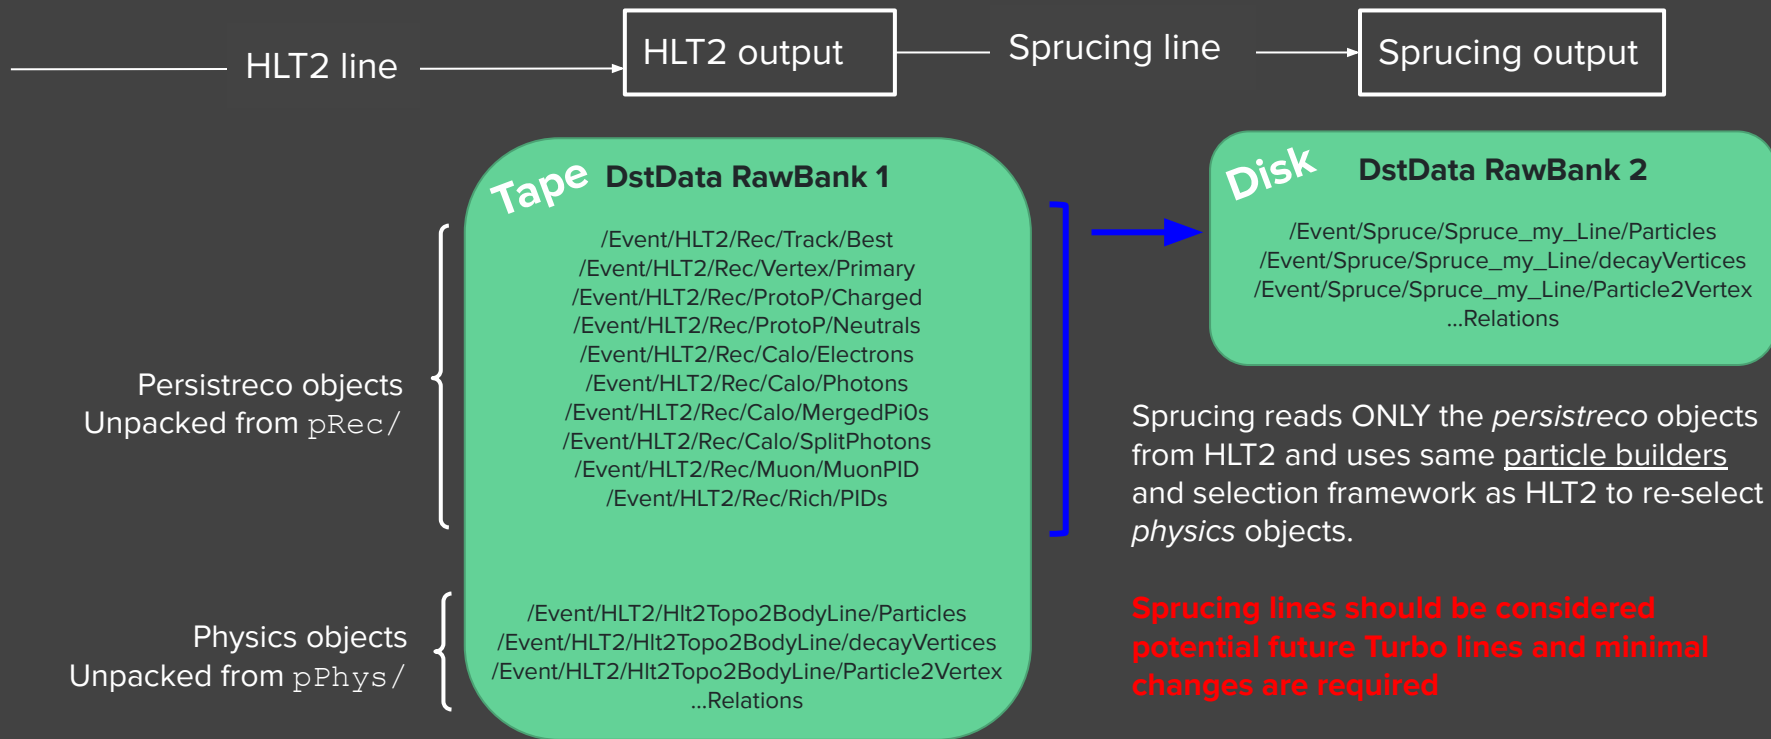 HLT2 line
HLT2 output
Sprucing line
Sprucing output
Tape
DstData RawBank 1
/Event/HLT2/Rec/Track/Best
/Event/HLT2/Rec/Vertex/Primary
/Event/HLT2/Rec/ProtoP/Charged
/Event/HLT2/Rec/ProtoP/Neutrals
/Event/HLT2/Rec/Calo/Electrons
/Event/HLT2/Rec/Calo/Photons
/Event/HLT2/Rec/Calo/MergedPi0s
/Event/HLT2/Rec/Calo/SplitPhotons
/Event/HLT2/Rec/Muon/MuonPID
/Event/HLT2/Rec/Rich/PIDs
Persistreco objects
Unpacked from pRec/
/Event/HLT2/Hlt2Topo2BodyLine/Particles
/Event/HLT2/Hlt2Topo2BodyLine/decayVertices
/Event/HLT2/Hlt2Topo2BodyLine/Particle2Vertex
...Relations
Physics objects
Unpacked from pPhys/
Disk
DstData RawBank 2
/Event/Spruce/Spruce_my_Line/Particles
/Event/Spruce/Spruce_my_Line/decayVertices
/Event/Spruce/Spruce_my_Line/Particle2Vertex
...Relations
Sprucing reads ONLY the persistreco objects
from HLT2 and uses same particle builders
and selection framework as HLT2 to re-select
physics objects.
Sprucing lines should be considered
potential future Turbo lines and minimal
changes are required